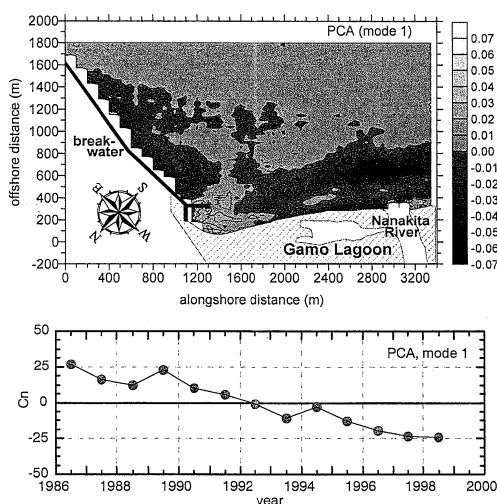 PCA (mode 1)
offshore distance (m)
2000
1800
1600
1400
1200
1000
800
600
400
200
0
-200
break-
water
E
S
N
W
Nanakita
River
Gamo Lagoon
0 400 800 1200 1600 2000 2400 2800 3200
alongshore distance (m)
0.07
0.06
0.05
0.04
0.03
0.02
0.01
0.00
-0.01
-0.02
-0.03
-0.04
-0.05
-0.06
-0.07
PCA, mode 1
Cn
50
25
0
-25
-50
1986 1988 1990 1992 1994 1996 1998 2000
year